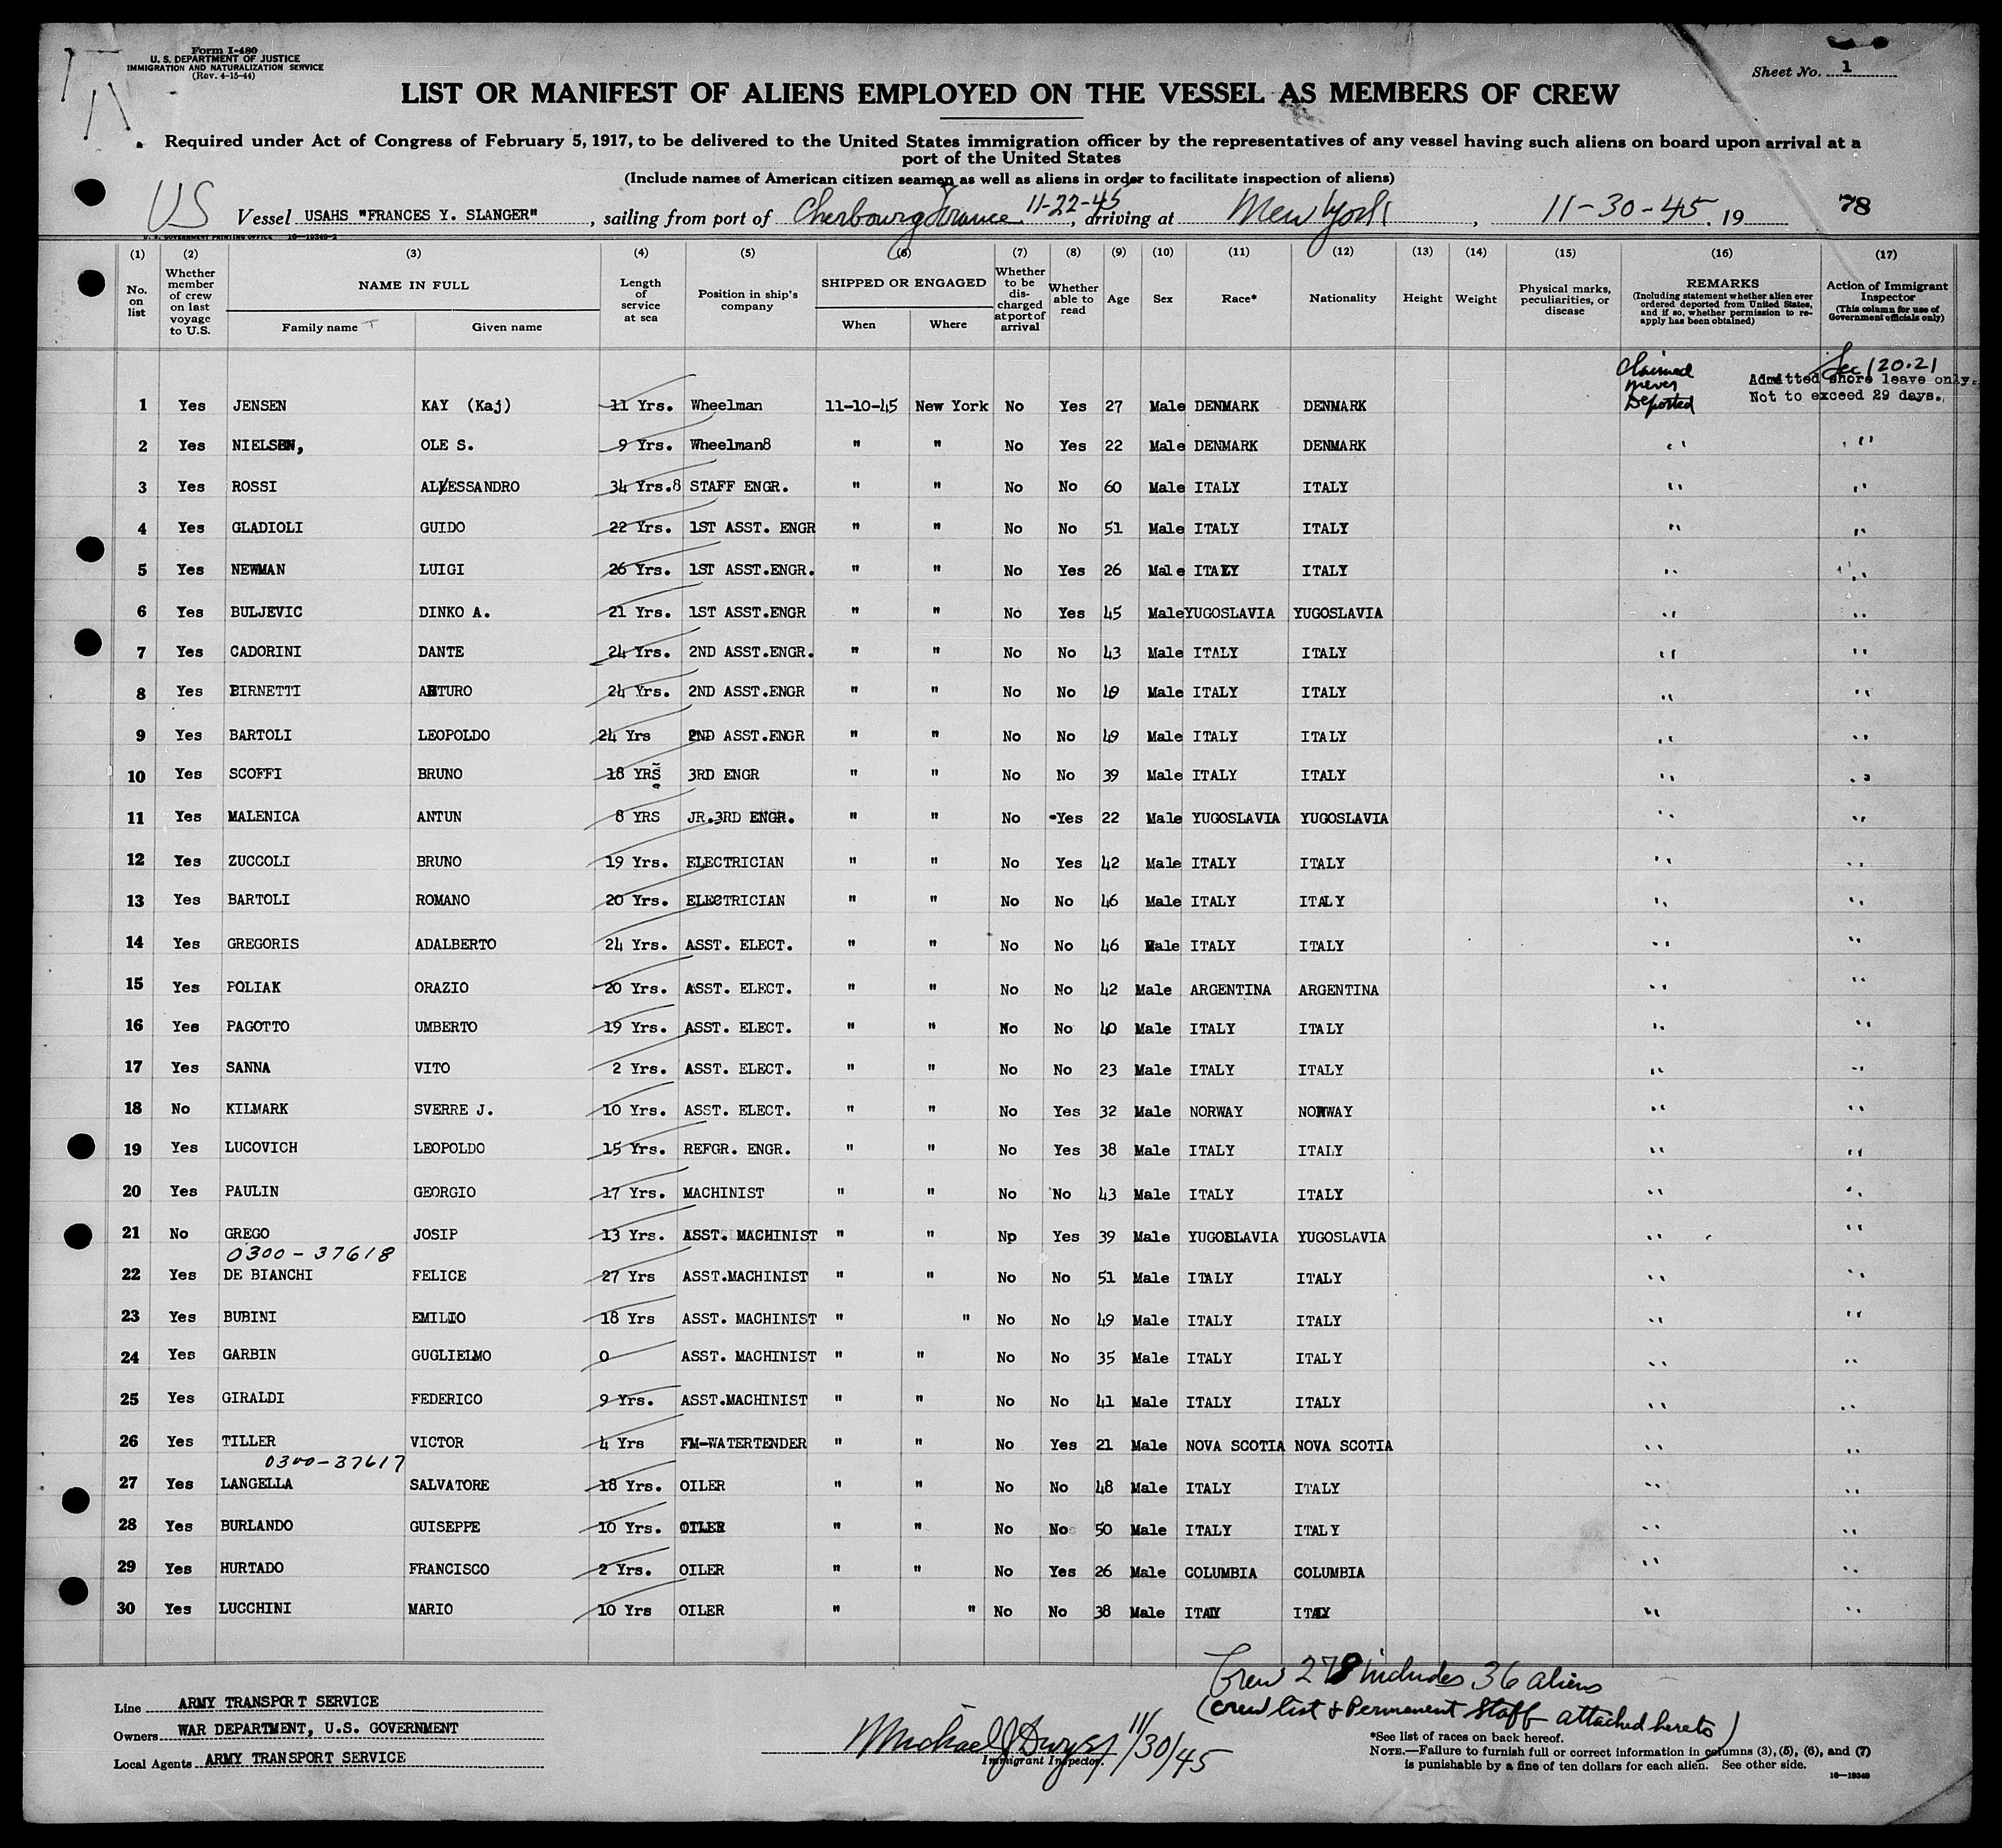 Form I-480
U. S. DEPARTMENT OF JUSTICE
IMMIGRATION AND NATURALIZATION SERVICE
(Rev. 4-15-44)
Sheet No. 1
LIST OR MANIFEST OF ALIENS EMPLOYED ON THE VESSEL AS MEMBERS OF CREW
Required under Act of Congress of February 5, 1917, to be delivered to the United States immigration officer by the representatives of any vessel having such aliens on board upon arrival at a
port of the United States
(Include names of American citizen seamen as well as aliens in order to facilitate inspection of aliens)
US Vessel USAHS "FRANCES Y. SLANGER", sailing from port of Cherbourg France 11-22-45, arriving at New York, 11-30-45, 19 78
U. S. GOVERNMENT PRINTING OFFICE 16-19349-2
(1) (2) (3) (4) (5) (6) (7) (8) (9) (10) (11) (12) (13) (14) (15) (16) (17)
No. on list Whether member of crew on last voyage to U.S. NAME IN FULL Family name Given name Length of service at sea Position in ship's company SHIPPED OR ENGAGED When Where Whether to be discharged at port of arrival Whether able to read Age Sex Race* Nationality Height Weight Physical marks, peculiarities, or disease REMARKS (Including statement whether alien ever ordered deported from United States, and if so, whether permission to reapply has been obtained) Action of Immigrant Inspector (This column for use of Government officials only)
Claimed never Deported Sec 120.21 Admitted shore leave only. Not to exceed 29 days.
1 Yes JENSEN KAY (Kaj) 11 Yrs. Wheelman 11-10-45 New York No Yes 27 Male DENMARK DENMARK
2 Yes NIELSEN, OLE S. 9 Yrs. Wheelman8 " " No Yes 22 Male DENMARK DENMARK " "
3 Yes ROSSI ALLESSANDRO 34 Yrs.8 STAFF ENGR. " " No No 60 Male ITALY ITALY " "
4 Yes GLADIOLI GUIDO 22 Yrs. 1ST ASST. ENGR " " No No 51 Male ITALY ITALY " "
5 Yes NEWMAN LUIGI 26 Yrs. 1ST ASST.ENGR. " " No Yes 26 Male ITALY ITALY " "
6 Yes BULJEVIC DINKO A. 21 Yrs. 1ST ASST.ENGR " " No Yes 45 Male YUGOSLAVIA YUGOSLAVIA " "
7 Yes CADORINI DANTE 24 Yrs. 2ND ASST.ENGR. " " No No 43 Male ITALY ITALY " "
8 Yes BIRNETTI ARTURO 24 Yrs. 2ND ASST.ENGR " " No No 49 Male ITALY ITALY " "
9 Yes BARTOLI LEOPOLDO 24 Yrs 2ND ASST.ENGR " " No No 49 Male ITALY ITALY " "
10 Yes SCOFFI BRUNO 18 YRS 3RD ENGR " " No No 39 Male ITALY ITALY " "
11 Yes MALENICA ANTUN 8 YRS JR.3RD ENGR. " " No Yes 22 Male YUGOSLAVIA YUGOSLAVIA " "
12 Yes ZUCCOLI BRUNO 19 Yrs. ELECTRICIAN " " No Yes 42 Male ITALY ITALY " "
13 Yes BARTOLI ROMANO 20 Yrs. ELECTRICIAN " " No No 46 Male ITALY ITALY " "
14 Yes GREGORIS ADALBERTO 24 Yrs. ASST. ELECT. " " No No 46 Male ITALY ITALY " "
15 Yes POLIAK ORAZIO 20 Yrs. ASST. ELECT. " " No No 42 Male ARGENTINA ARGENTINA " "
16 Yes PAGOTTO UMBERTO 19 Yrs. ASST. ELECT. " " No No 40 Male ITALY ITALY " "
17 Yes SANNA VITO 2 Yrs. ASST. ELECT. " " No No 23 Male ITALY ITALY " "
18 No KILMARK SVERRE J. 10 Yrs. ASST. ELECT. " " No Yes 32 Male NORWAY NORWAY " "
19 Yes LUCOVICH LEOPOLDO 15 Yrs. REFGR. ENGR. " " No Yes 38 Male ITALY ITALY " "
20 Yes PAULIN GEORGIO 17 Yrs. MACHINIST " " No No 43 Male ITALY ITALY " "
21 No GREGO JOSIP 13 Yrs. ASST. MACHINIST " " Np Yes 39 Male YUGOSLAVIA YUGOSLAVIA " "
0300-37618
22 Yes DE BIANCHI FELICE 27 Yrs ASST.MACHINIST " " No No 51 Male ITALY ITALY " "
23 Yes BUBINI EMILIO 18 Yrs ASST. MACHINIST " " No No 49 Male ITALY ITALY " "
24 Yes GARBIN GUGLIELMO 0 ASST. MACHINIST " " No No 35 Male ITALY ITALY " "
25 Yes GIRALDI FEDERICO 9 Yrs. ASST.MACHINIST " " No No 41 Male ITALY ITALY " "
26 Yes TILLER VICTOR 4 Yrs FM-WATERTENDER " " No Yes 21 Male NOVA SCOTIA NOVA SCOTIA " "
0300-37617
27 Yes LANGELLA SALVATORE 18 Yrs. OILER " " No No 48 Male ITALY ITALY " "
28 Yes BURLANDO GUISEPPE 10 Yrs. OILER " " No No 50 Male ITALY ITALY " "
29 Yes HURTADO FRANCISCO 2 Yrs. OILER " " No Yes 26 Male COLUMBIA COLUMBIA " "
30 Yes LUCCHINI MARIO 10 Yrs OILER " " No No 38 Male ITALY ITALY " "
Crew 278 includes 36 aliens
(crew list & Permanent Staff attached hereto)
Line ARMY TRANSPORT SERVICE
Owners WAR DEPARTMENT, U.S. GOVERNMENT
Local Agents ARMY TRANSPORT SERVICE
Michael J 11/30/45
Immigrant Inspector.
*See list of races on back hereof.
NOTE.—Failure to furnish full or correct information in columns (3), (5), (6), and (7)
is punishable by a fine of ten dollars for each alien. See other side.
16-19349